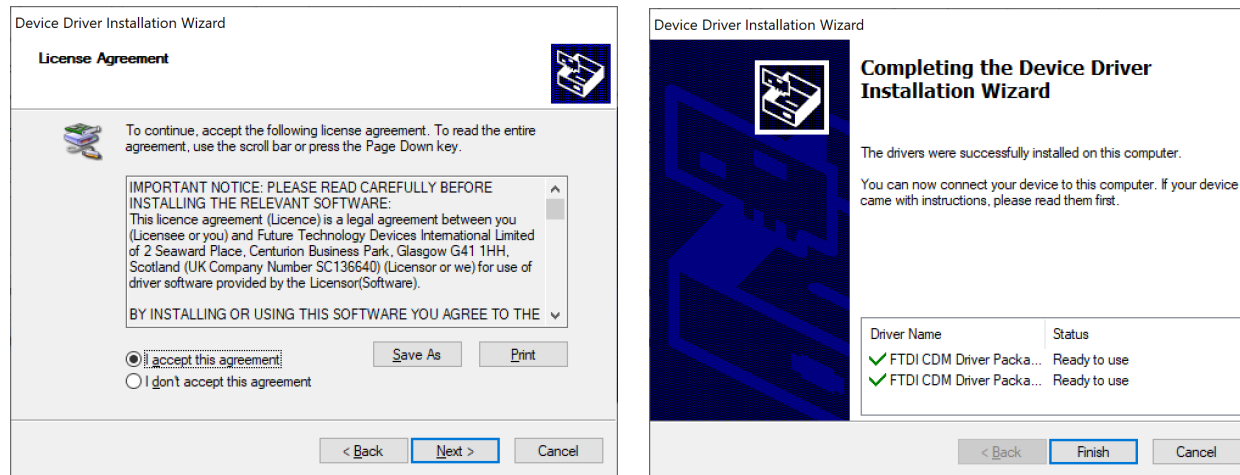 Device Driver Installation Wizard
License Agreement
To continue, accept the following license agreement. To read the entire
agreement, use the scroll bar or press the Page Down key.
IMPORTANT NOTICE: PLEASE READ CAREFULLY BEFORE
INSTALLING THE RELEVANT SOFTWARE:
This licence agreement (Licence) is a legal agreement between you
(Licensee or you) and Future Technology Devices International Limited
of 2 Seaward Place, Centurion Business Park, Glasgow G41 1HH,
Scotland (UK Company Number SC136640) (Licensor or we) for use of
driver software provided by the Licensor(Software).
BY INSTALLING OR USING THIS SOFTWARE YOU AGREE TO THE
I accept this agreement
Save As
Print
I don't accept this agreement
< Back
Next >
Cancel
Device Driver Installation Wizard
Completing the Device Driver
Installation Wizard
The drivers were successfully installed on this computer.
You can now connect your device to this computer. If your device
came with instructions, please read them first.
Driver Name Status
FTDI CDM Driver Packa... Ready to use
FTDI CDM Driver Packa... Ready to use
< Back
Finish
Cancel